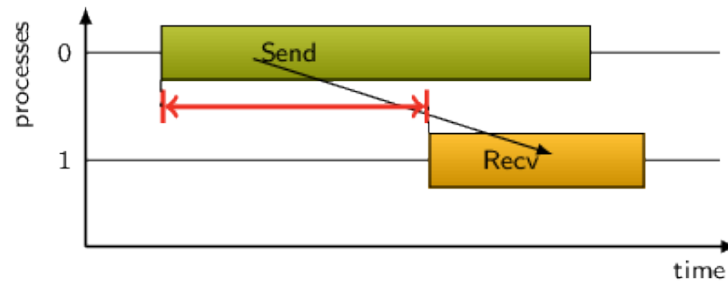 processes
0
Send
1
Recv
time